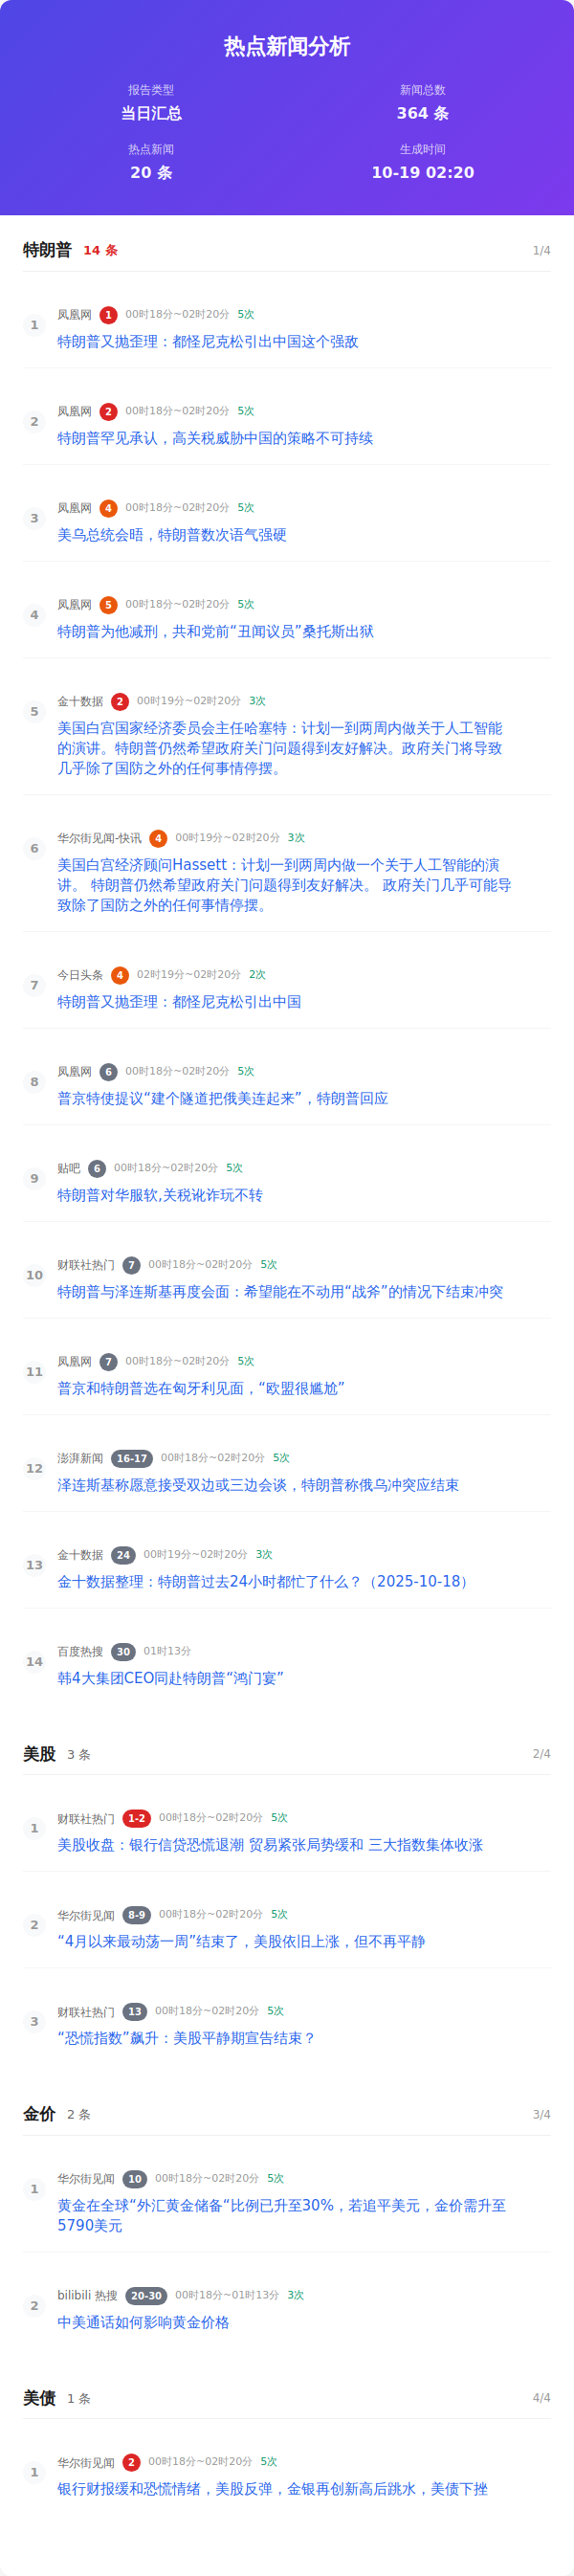 热点新闻分析
报告类型
新闻总数
当日汇总
364 条
热点新闻
生成时间
20 条
10-19 02:20
特朗普 14 条 1/4
1
凤凰网 1 00时18分~02时20分 5次
特朗普又抛歪理：都怪尼克松引出中国这个强敌
2
凤凰网 2 00时18分~02时20分 5次
特朗普罕见承认，高关税威胁中国的策略不可持续
3
凤凰网 4 00时18分~02时20分 5次
美乌总统会晤，特朗普数次语气强硬
4
凤凰网 5 00时18分~02时20分 5次
特朗普为他减刑，共和党前“丑闻议员”桑托斯出狱
5
金十数据 2 00时19分~02时20分 3次
美国白宫国家经济委员会主任哈塞特：计划一到两周内做关于人工智能
的演讲。特朗普仍然希望政府关门问题得到友好解决。政府关门将导致
几乎除了国防之外的任何事情停摆。
6
华尔街见闻-快讯 4 00时19分~02时20分 3次
美国白宫经济顾问Hassett：计划一到两周内做一个关于人工智能的演
讲。 特朗普仍然希望政府关门问题得到友好解决。 政府关门几乎可能导
致除了国防之外的任何事情停摆。
7
今日头条 4 02时19分~02时20分 2次
特朗普又抛歪理：都怪尼克松引出中国
8
凤凰网 6 00时18分~02时20分 5次
普京特使提议“建个隧道把俄美连起来”，特朗普回应
9
贴吧 6 00时18分~02时20分 5次
特朗普对华服软,关税讹诈玩不转
10
财联社热门 7 00时18分~02时20分 5次
特朗普与泽连斯基再度会面：希望能在不动用“战斧”的情况下结束冲突
11
凤凰网 7 00时18分~02时20分 5次
普京和特朗普选在匈牙利见面，“欧盟很尴尬”
12
澎湃新闻 16-17 00时18分~02时20分 5次
泽连斯基称愿意接受双边或三边会谈，特朗普称俄乌冲突应结束
13
金十数据 24 00时19分~02时20分 3次
金十数据整理：特朗普过去24小时都忙了什么？（2025-10-18）
14
百度热搜 30 01时13分
韩4大集团CEO同赴特朗普“鸿门宴”
美股 3 条 2/4
1
财联社热门 1-2 00时18分~02时20分 5次
美股收盘：银行信贷恐慌退潮 贸易紧张局势缓和 三大指数集体收涨
2
华尔街见闻 8-9 00时18分~02时20分 5次
“4月以来最动荡一周”结束了，美股依旧上涨，但不再平静
3
财联社热门 13 00时18分~02时20分 5次
“恐慌指数”飙升：美股平静期宣告结束？
金价 2 条 3/4
1
华尔街见闻 10 00时18分~02时20分 5次
黄金在全球“外汇黄金储备“比例已升至30%，若追平美元，金价需升至
5790美元
2
bilibili 热搜 20-30 00时18分~01时13分 3次
中美通话如何影响黄金价格
美债 1 条 4/4
1
华尔街见闻 2 00时18分~02时20分 5次
银行财报缓和恐慌情绪，美股反弹，金银再创新高后跳水，美债下挫